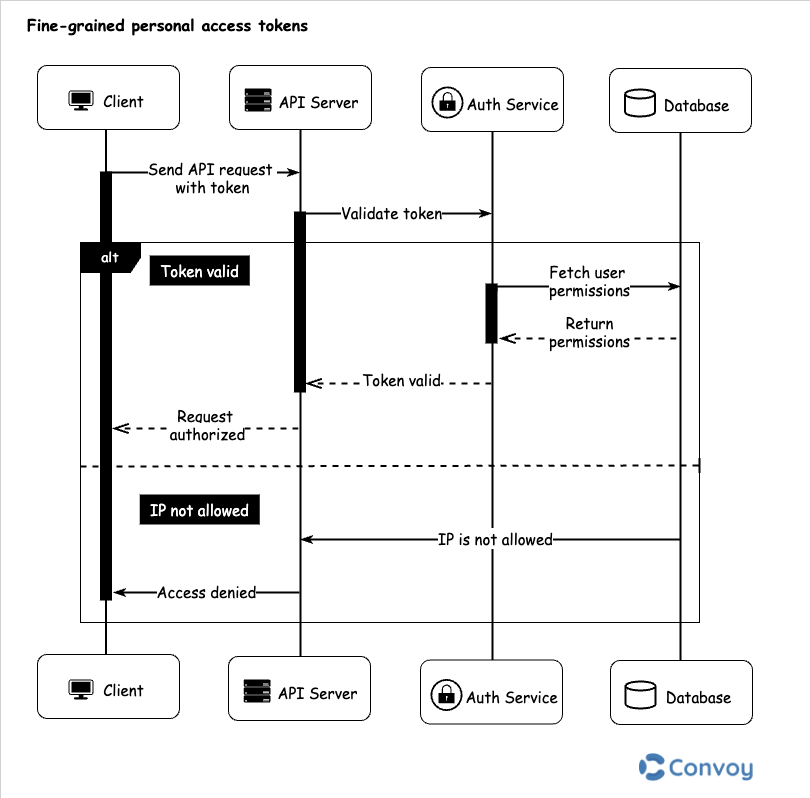 Fine-grained personal access tokens
Client
API Server
Auth Service
Database
Send API request
with token
Validate token
alt
Token valid
Fetch user
permissions
Return
permissions
Token valid
Request
authorized
IP not allowed
IP is not allowed
Access denied
Client
API Server
Auth Service
Database
Convoy